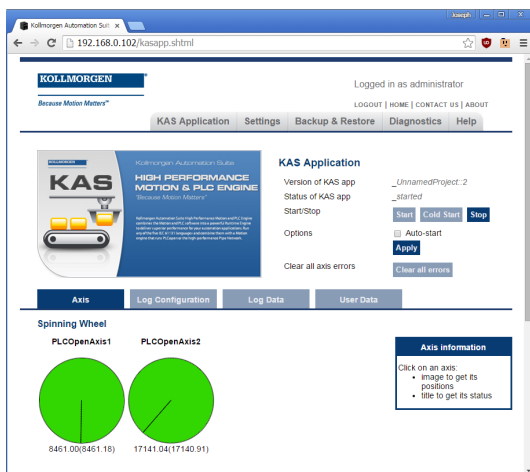 Joseph
Kollmorgen Automation Suit
192.168.0.102/kasapp.shtml
KOLLMORGEN
Because Motion Matters™
Logged in as administrator
LOGOUT | HOME | CONTACT US | ABOUT
KAS Application Settings Backup & Restore Diagnostics Help
KOLLMORGEN
KAS
Kollmorgen Automation Suite
HIGH PERFORMANCE
MOTION & PLC ENGINE
"Because Motion Matters"
KAS Application
Version of KAS app _UnnamedProject::2
Status of KAS app _started
Start/Stop Start Cold Start Stop
Options Auto-start
Apply
Clear all axis errors Clear all errors
Axis Log Configuration Log Data User Data
Spinning Wheel
PLCOpenAxis1 PLCOpenAxis2
8461.00(8461.18) 17141.04(17140.91)
Axis information
Click on an axis:
• image to get its
positions
• title to get its status